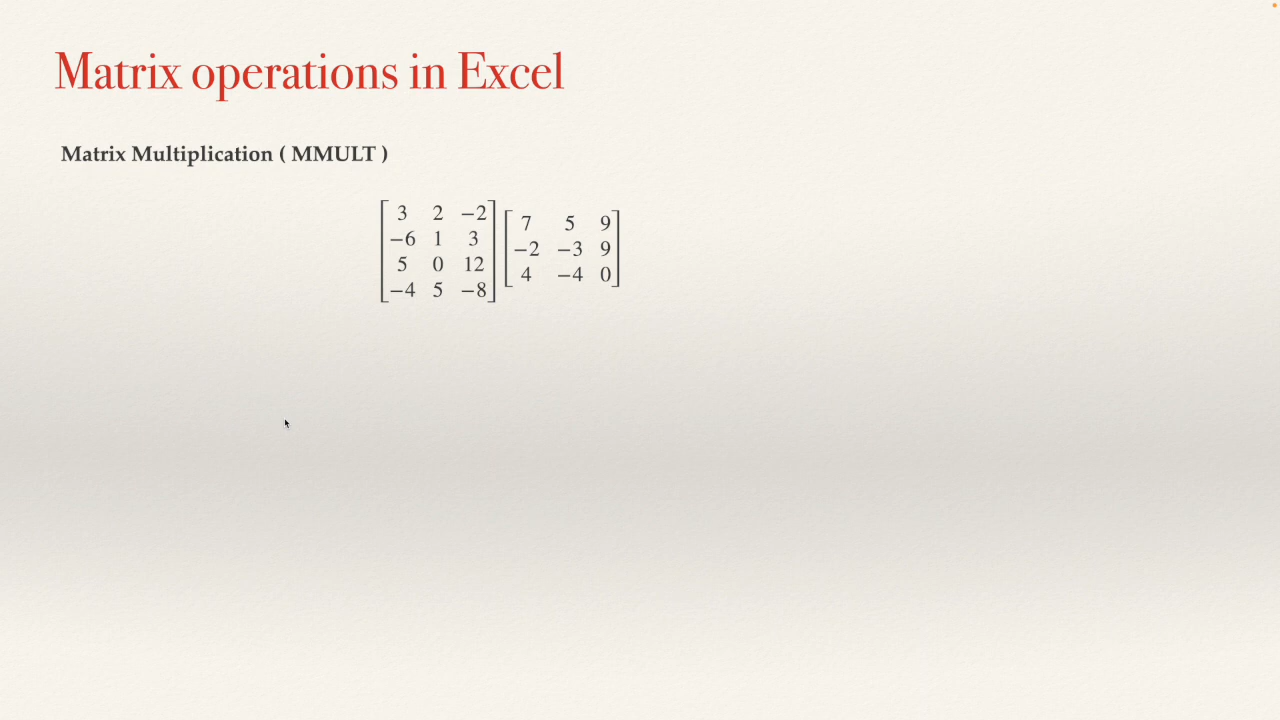 Matrix operations in Excel
Matrix Multiplication ( MMULT )
3 2 −2
−6 1 3
5 0 12
−4 5 −8
7 5 9
−2 −3 9
4 −4 0